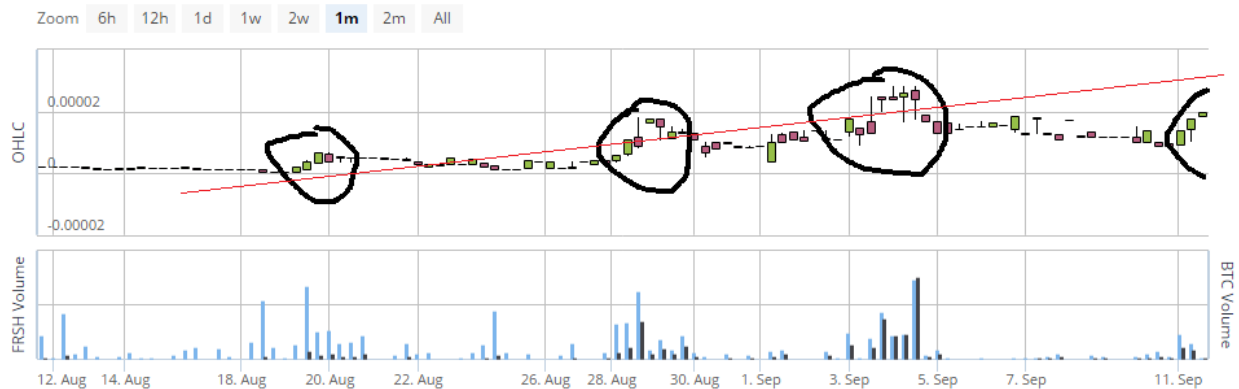 Zoom 6h 12h 1d 1w 2w 1m 2m All
OHLC
0.00002
0
-0.00002
FRSH Volume
BTC Volume
12. Aug 14. Aug 18. Aug 20. Aug 22. Aug 26. Aug 28. Aug 30. Aug 1. Sep 3. Sep 5. Sep 7. Sep 11. Sep